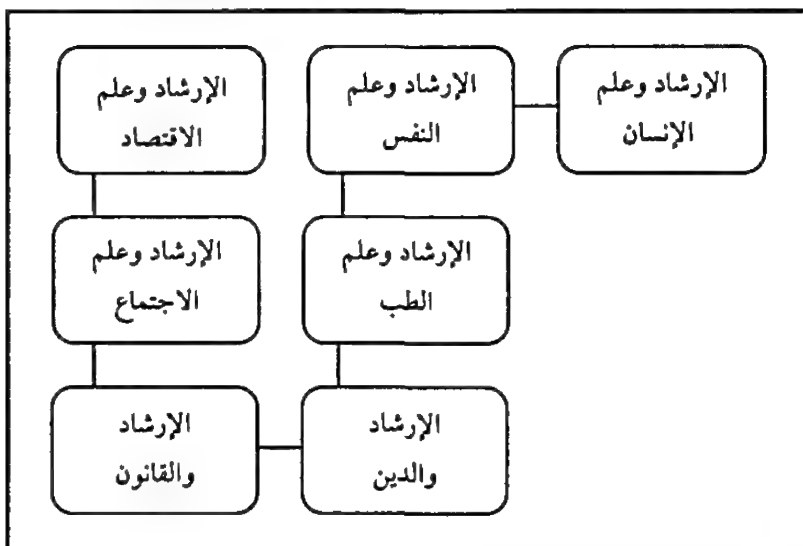 الإرشاد وعلم
الإنسان
الإرشاد وعلم
النفس
الإرشاد وعلم
الطب
الإرشاد
والدين
الإرشاد
والقانون
الإرشاد وعلم
الاجتماع
الإرشاد وعلم
الاقتصاد